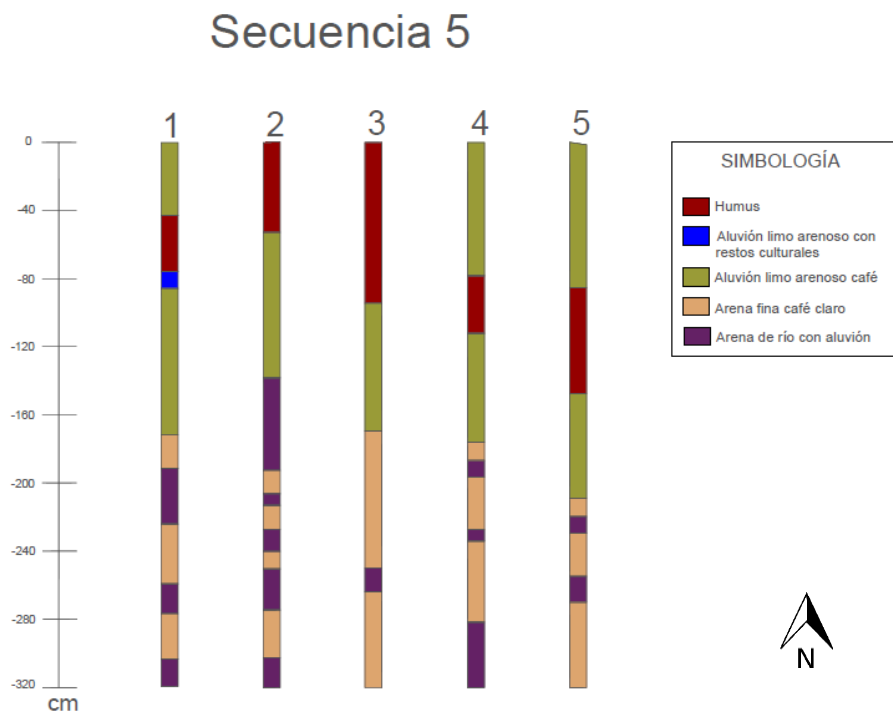 Secuencia 5
1 2 3 4 5
0
-40
-80
-120
-160
-200
-240
-280
-320
cm
SIMBOLOGÍA
Humus
Aluvión limo arenoso con
restos culturales
Aluvión limo arenoso café
Arena fina café claro
Arena de río con aluvión
N